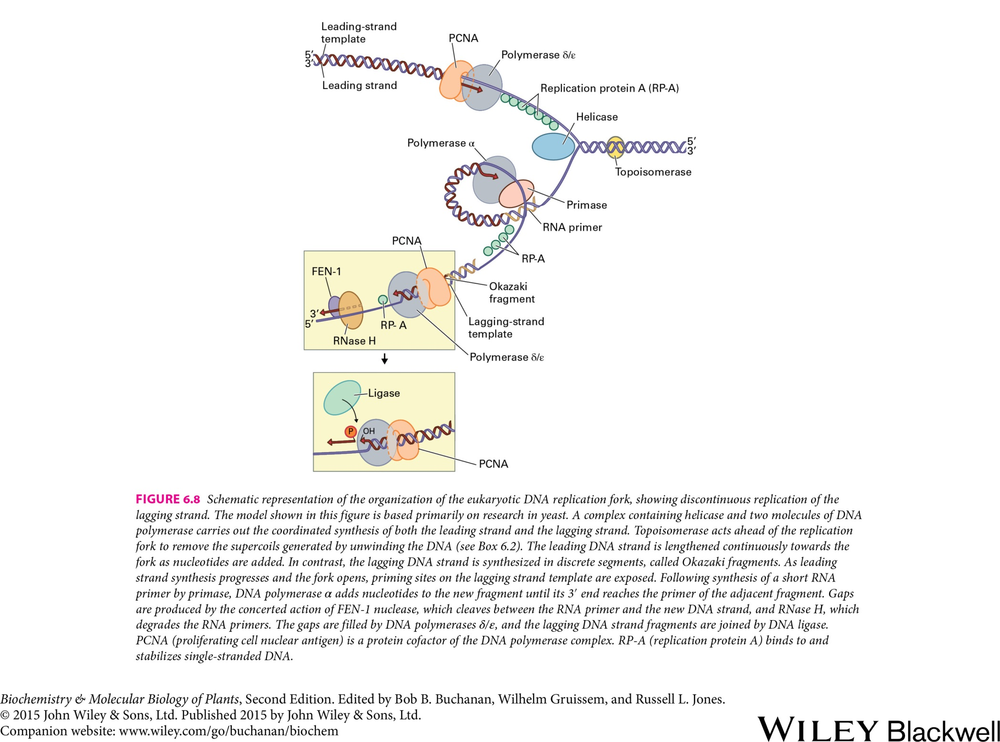 Leading-strand
template
PCNA
Polymerase δ/ε
5′
3′
Leading strand
Replication protein A (RP-A)
Helicase
Polymerase α
5′
3′
Topoisomerase
Primase
RNA primer
PCNA
RP-A
FEN-1
Okazaki
fragment
3′
5′
RP- A
Lagging-strand
template
RNase H
Polymerase δ/ε
Ligase
P
OH
PCNA
FIGURE 6.8 Schematic representation of the organization of the eukaryotic DNA replication fork, showing discontinuous replication of the
lagging strand. The model shown in this figure is based primarily on research in yeast. A complex containing helicase and two molecules of DNA
polymerase carries out the coordinated synthesis of both the leading strand and the lagging strand. Topoisomerase acts ahead of the replication
fork to remove the supercoils generated by unwinding the DNA (see Box 6.2). The leading DNA strand is lengthened continuously towards the
fork as nucleotides are added. In contrast, the lagging DNA strand is synthesized in discrete segments, called Okazaki fragments. As leading
strand synthesis progresses and the fork opens, priming sites on the lagging strand template are exposed. Following synthesis of a short RNA
primer by primase, DNA polymerase α adds nucleotides to the new fragment until its 3′ end reaches the primer of the adjacent fragment. Gaps
are produced by the concerted action of FEN-1 nuclease, which cleaves between the RNA primer and the new DNA strand, and RNase H, which
degrades the RNA primers. The gaps are filled by DNA polymerases δ/ε, and the lagging DNA strand fragments are joined by DNA ligase.
PCNA (proliferating cell nuclear antigen) is a protein cofactor of the DNA polymerase complex. RP-A (replication protein A) binds to and
stabilizes single-stranded DNA.
Biochemistry & Molecular Biology of Plants, Second Edition. Edited by Bob B. Buchanan, Wilhelm Gruissem, and Russell L. Jones.
© 2015 John Wiley & Sons, Ltd. Published 2015 by John Wiley & Sons, Ltd.
Companion website: www.wiley.com/go/buchanan/biochem
WILEY Blackwell